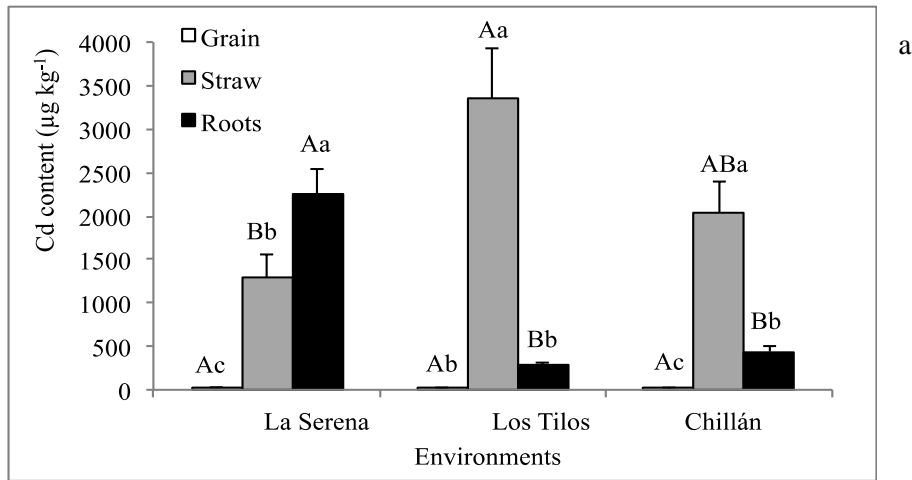 a
Cd content (µg kg-1)
4000
3500
3000
2500
2000
1500
1000
500
0
Grain
Straw
Roots
Ac
Bb
Aa
Ab
Aa
Bb
Ac
ABa
Bb
La Serena
Los Tilos
Chillán
Environments